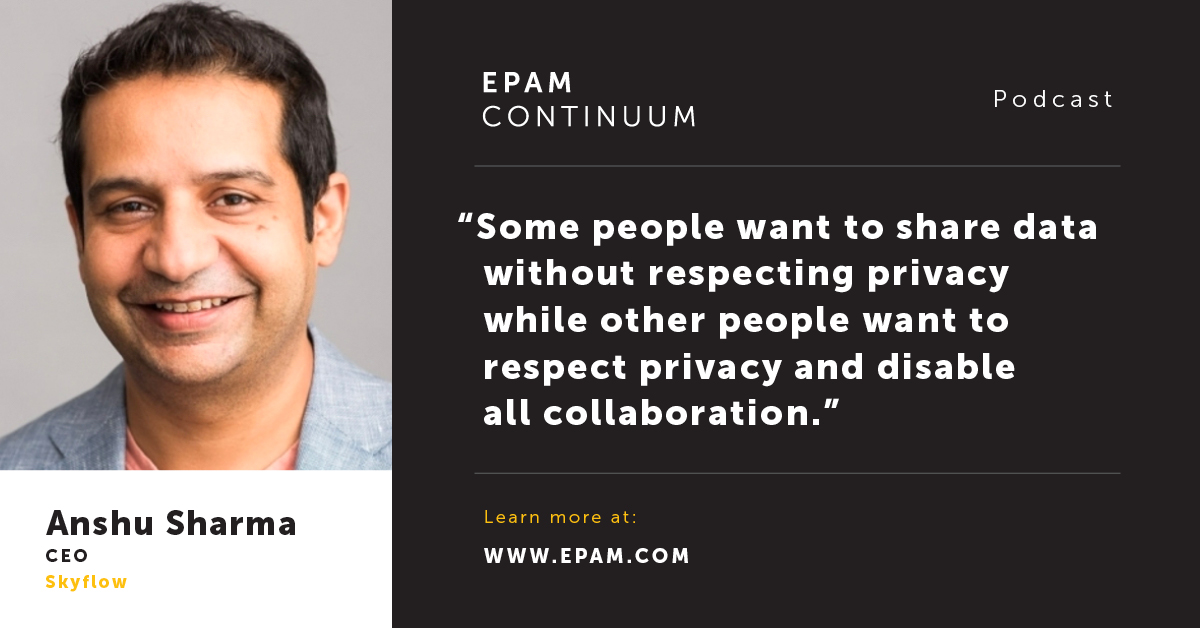 EPAM
CONTINUUM
Podcast
“Some people want to share data
without respecting privacy
while other people want to
respect privacy and disable
all collaboration.”
Learn more at:
WWW.EPAM.COM
Anshu Sharma
CEO
Skyflow